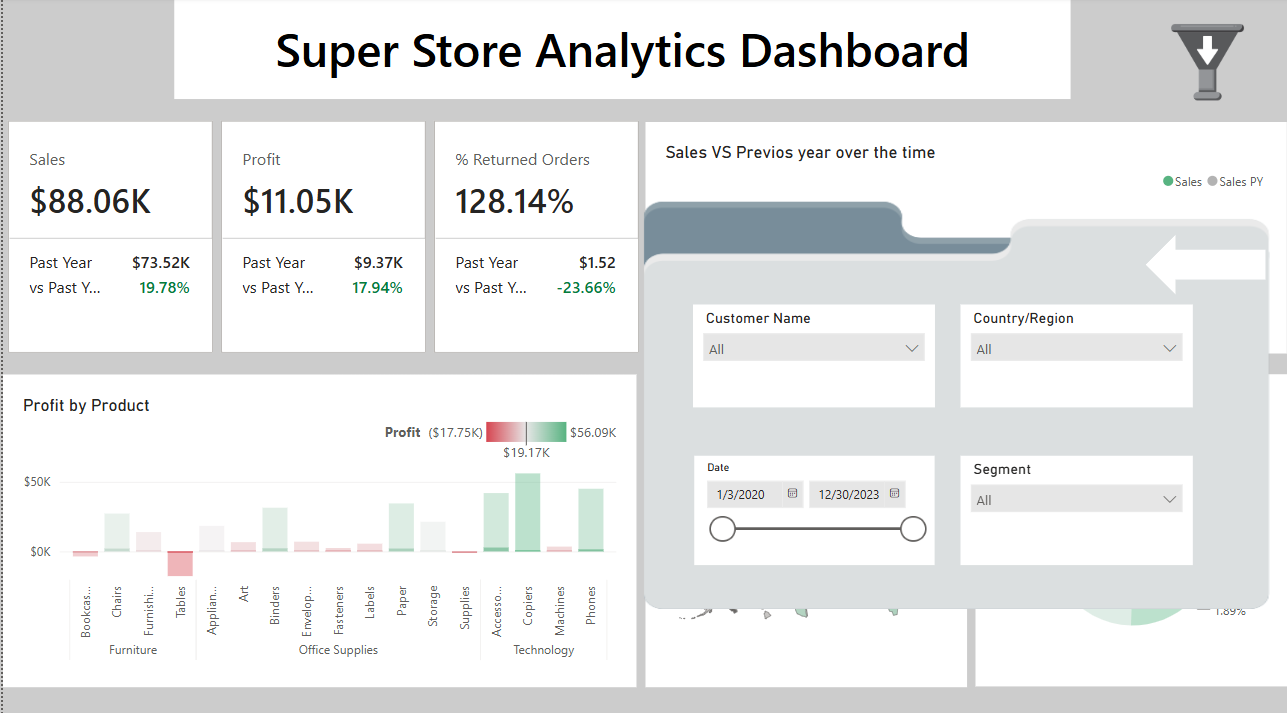 Super Store Analytics Dashboard
Sales
$88.06K
Past Year $73.52K
vs Past Y... 19.78%
Profit
$11.05K
Past Year $9.37K
vs Past Y... 17.94%
% Returned Orders
128.14%
Past Year $1.52
vs Past Y... -23.66%
Sales VS Previos year over the time
Sales Sales PY
Customer Name
All
Country/Region
All
Date
1/3/2020 12/30/2023
Segment
All
1.89%
Profit by Product
Profit ($17.75K) $56.09K
$19.17K
$50K
$0K
Bookcas...
Chairs
Furnishi...
Tables
Applian...
Art
Binders
Envelop...
Fasteners
Labels
Paper
Storage
Supplies
Accesso...
Copiers
Machines
Phones
Furniture Office Supplies Technology